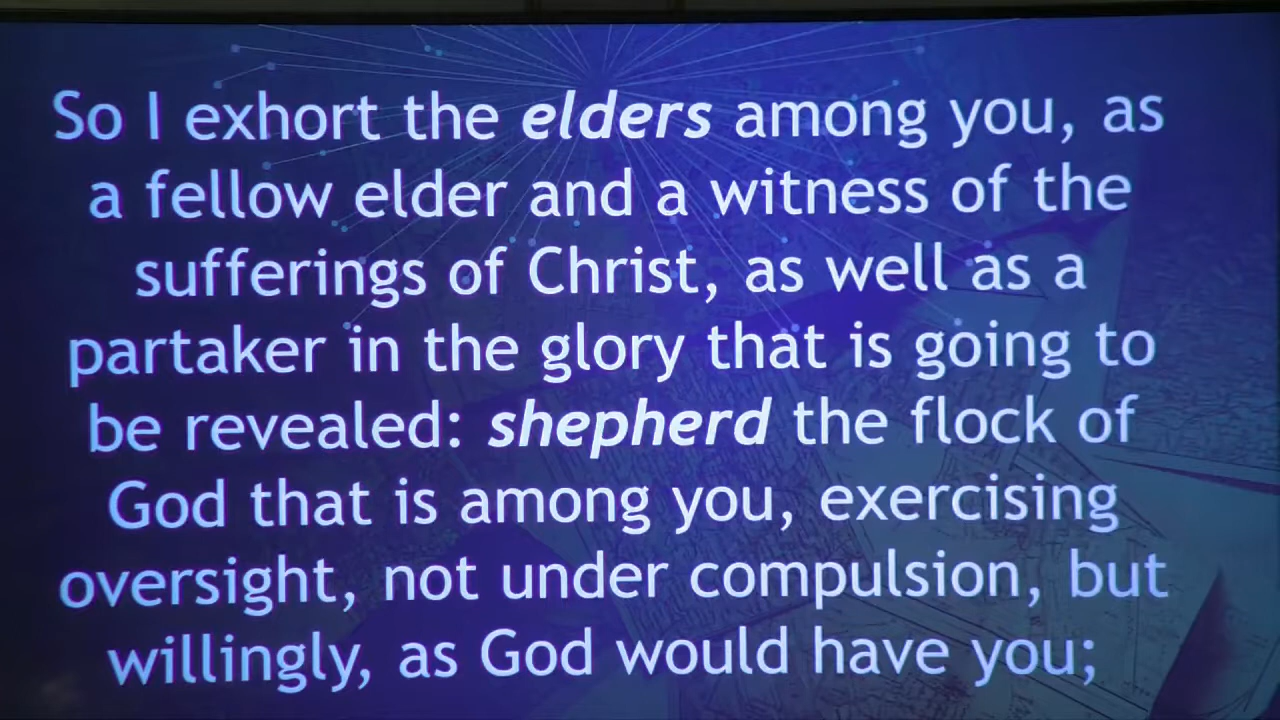 So I exhort the elders among you, as
a fellow elder and a witness of the
sufferings of Christ, as well as a
partaker in the glory that is going to
be revealed: shepherd the flock of
God that is among you, exercising
oversight, not under compulsion, but
willingly, as God would have you;